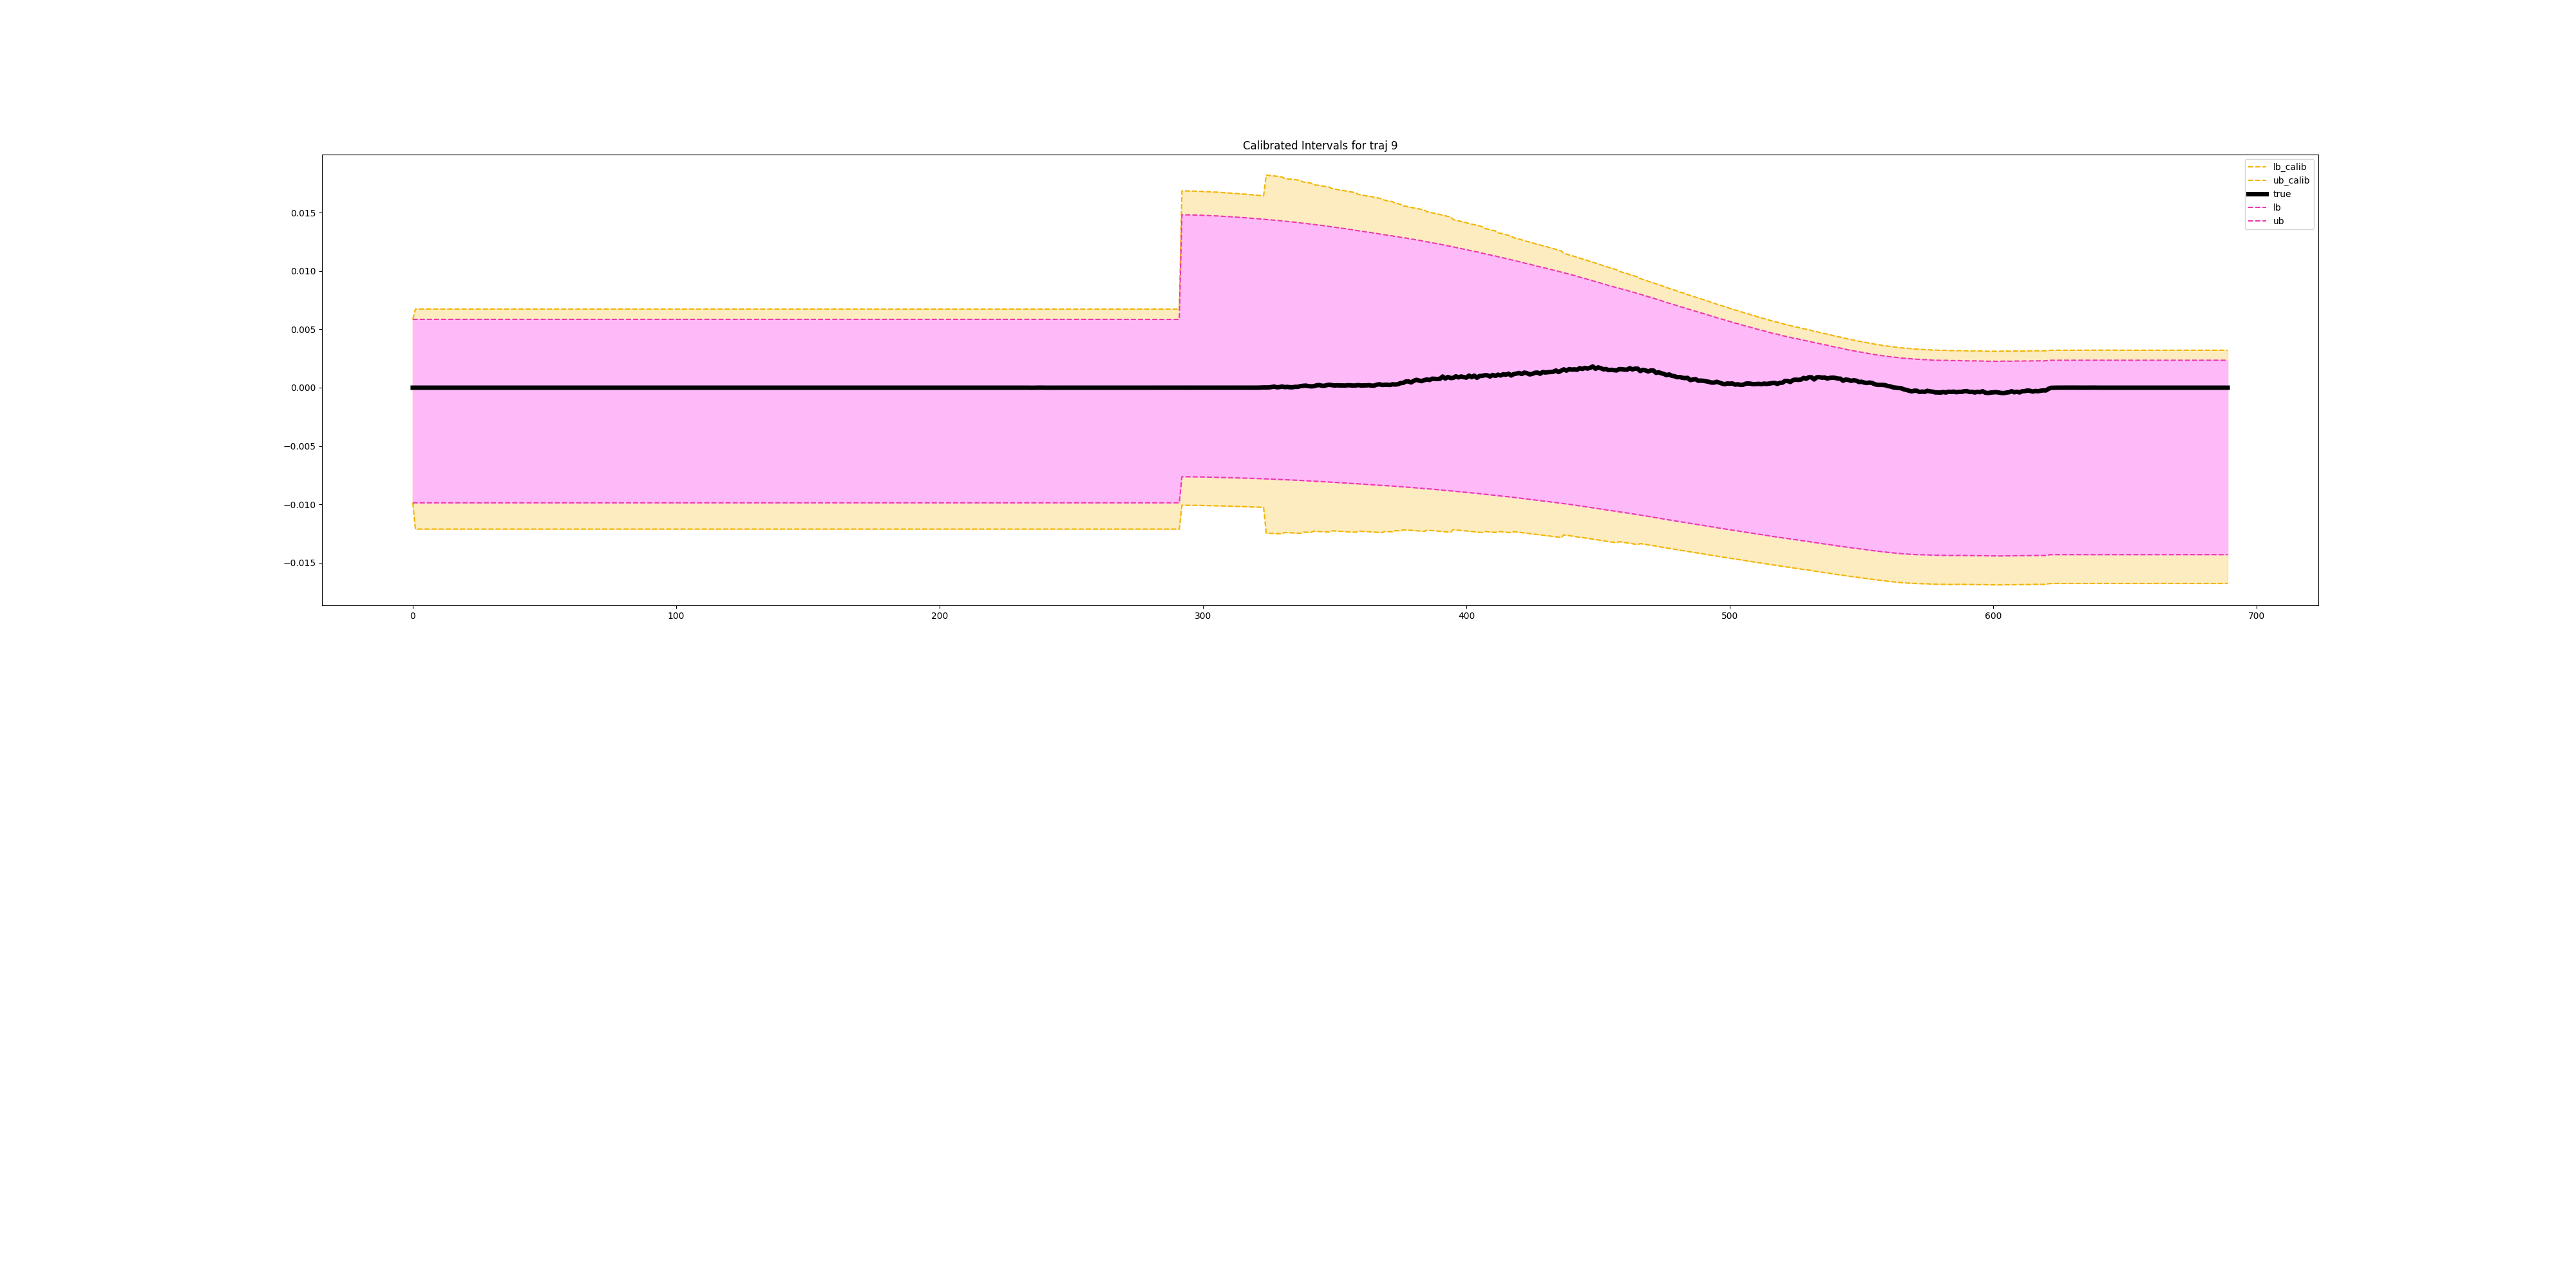 Calibrated Intervals for traj 9
lb_calib
ub_calib
true
lb
ub
0.015
0.010
0.005
0.000
−0.005
−0.010
−0.015
0 100 200 300 400 500 600 700